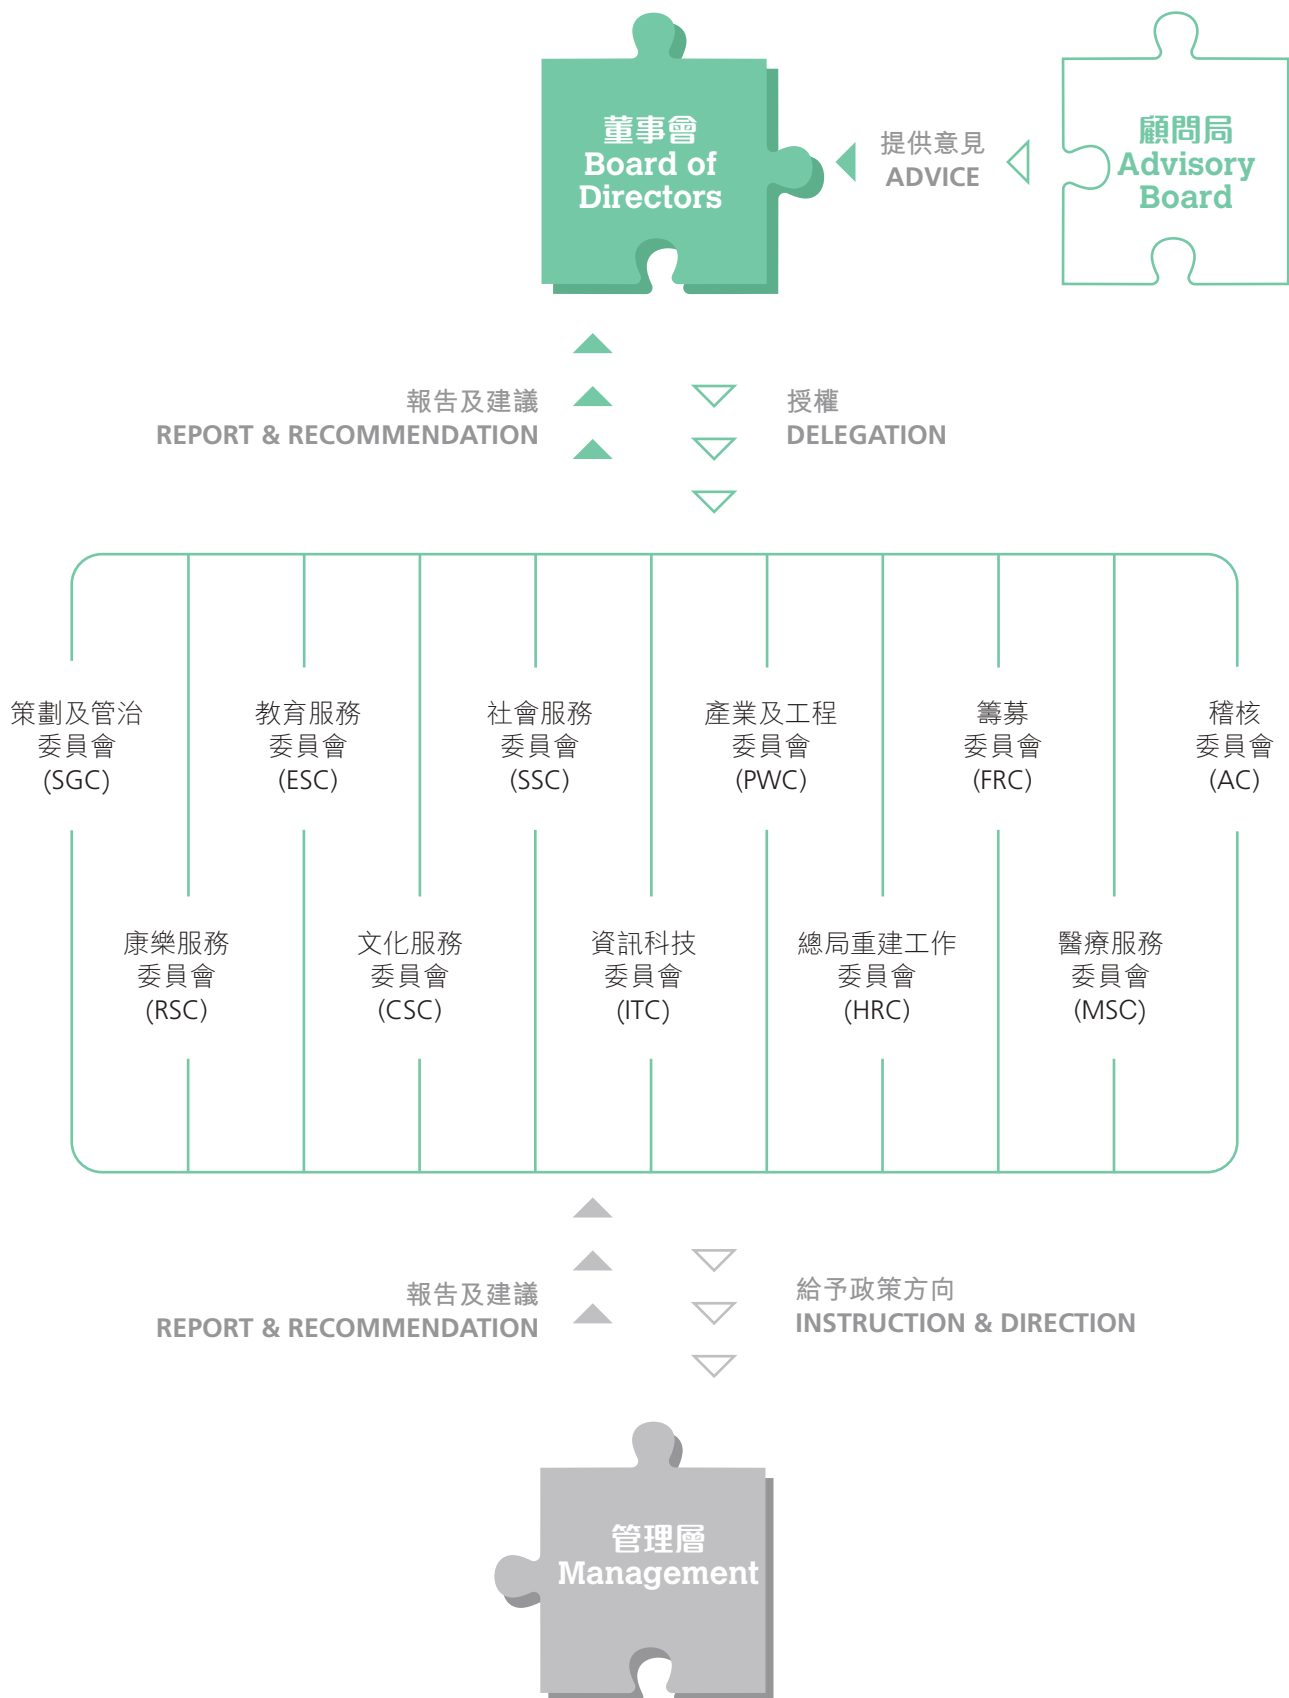 董事會
Board of
Directors
提供意見
ADVICE
顧問局
Advisory
Board
報告及建議
REPORT & RECOMMENDATION
授權
DELEGATION
策劃及管治
委員會
(SGC)
教育服務
委員會
(ESC)
社會服務
委員會
(SSC)
產業及工程
委員會
(PWC)
籌募
委員會
(FRC)
稽核
委員會
(AC)
康樂服務
委員會
(RSC)
文化服務
委員會
(CSC)
資訊科技
委員會
(ITC)
總局重建工作
委員會
(HRC)
醫療服務
委員會
(MSC)
報告及建議
REPORT & RECOMMENDATION
給予政策方向
INSTRUCTION & DIRECTION
管理層
Management